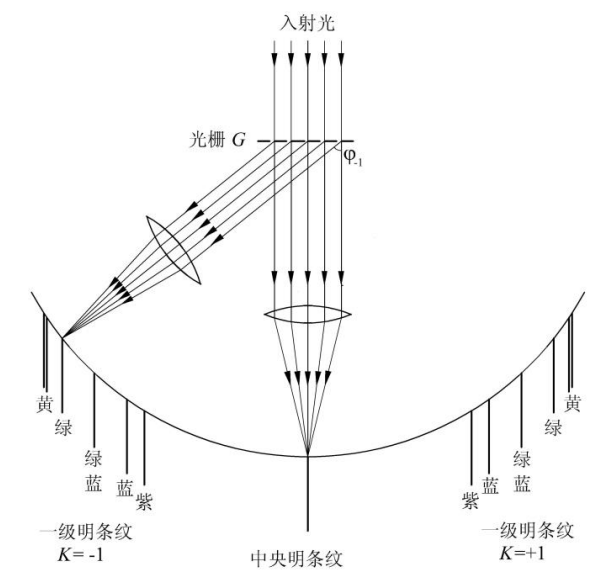 入射光
光栅 G
φ-1
黄
绿
绿
蓝
蓝
紫
黄
绿
绿
蓝
蓝
紫
一级明条纹
K= -1
中央明条纹
一级明条纹
K=+1